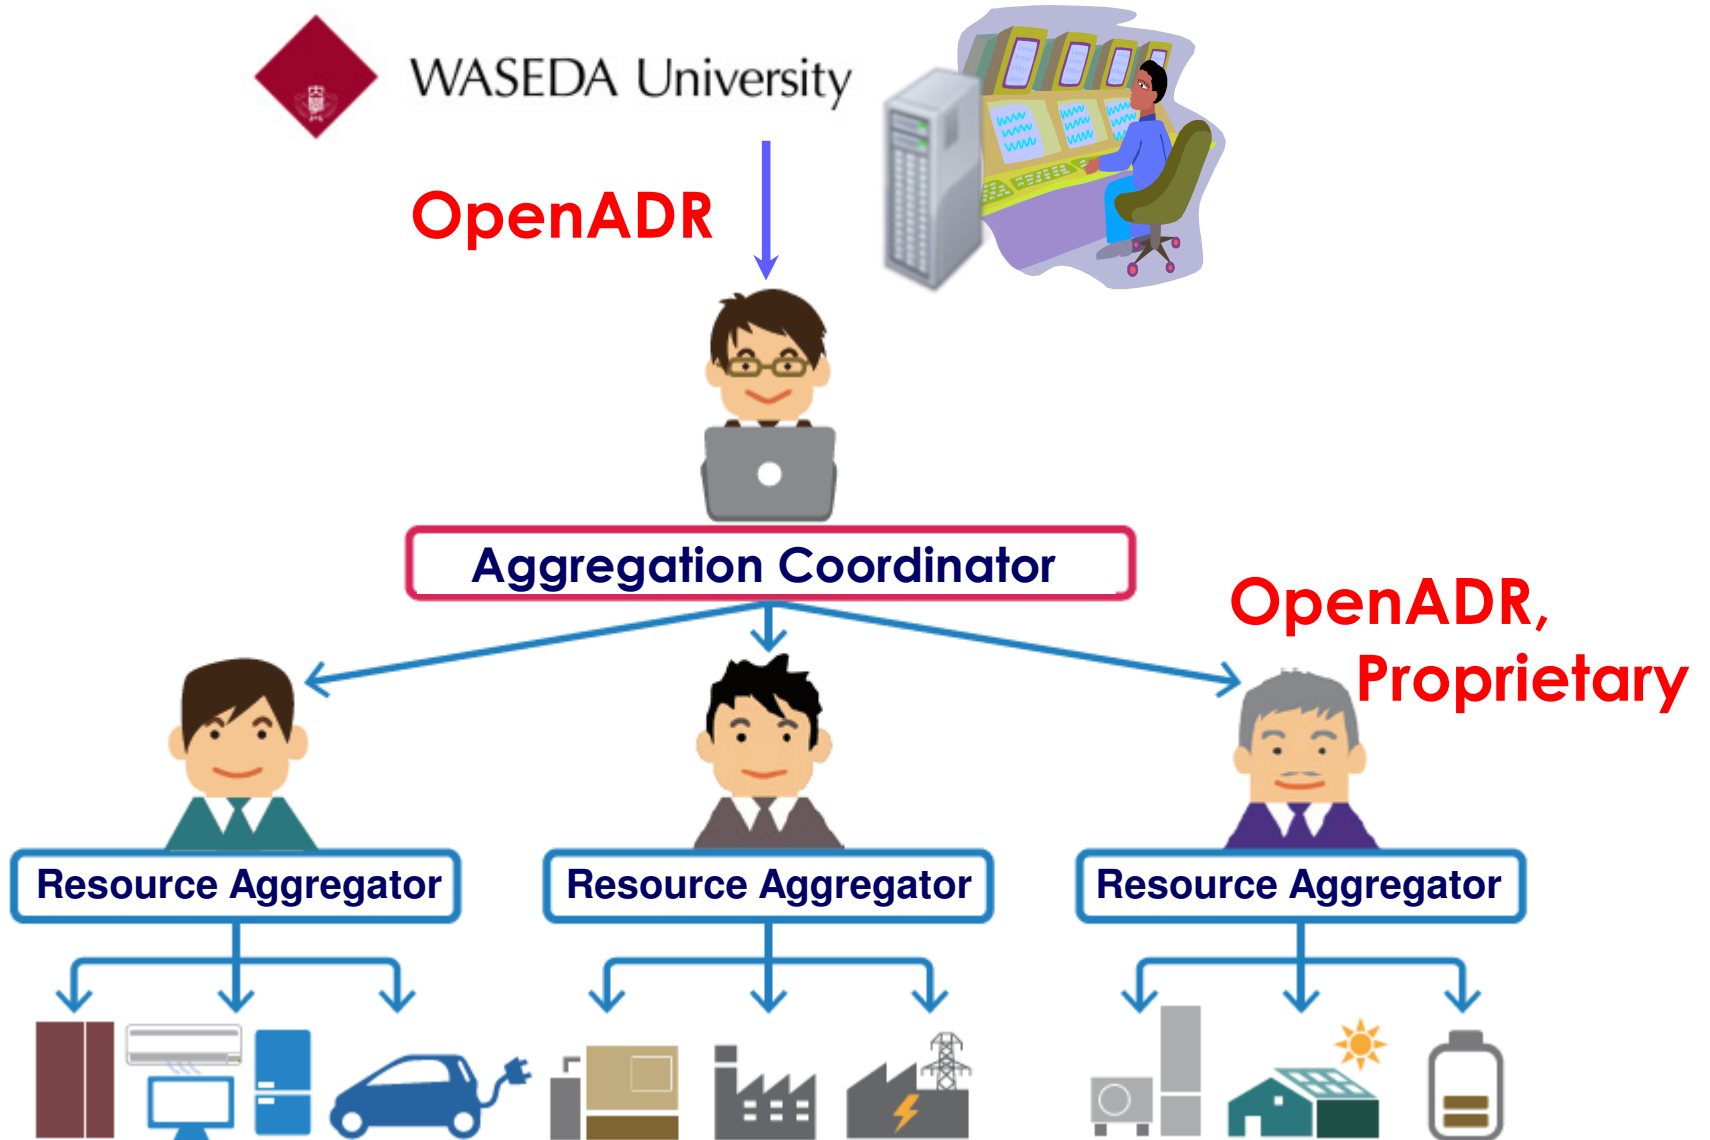 WASEDA University
OpenADR
Aggregation Coordinator
OpenADR,
Proprietary
Resource Aggregator
Resource Aggregator
Resource Aggregator